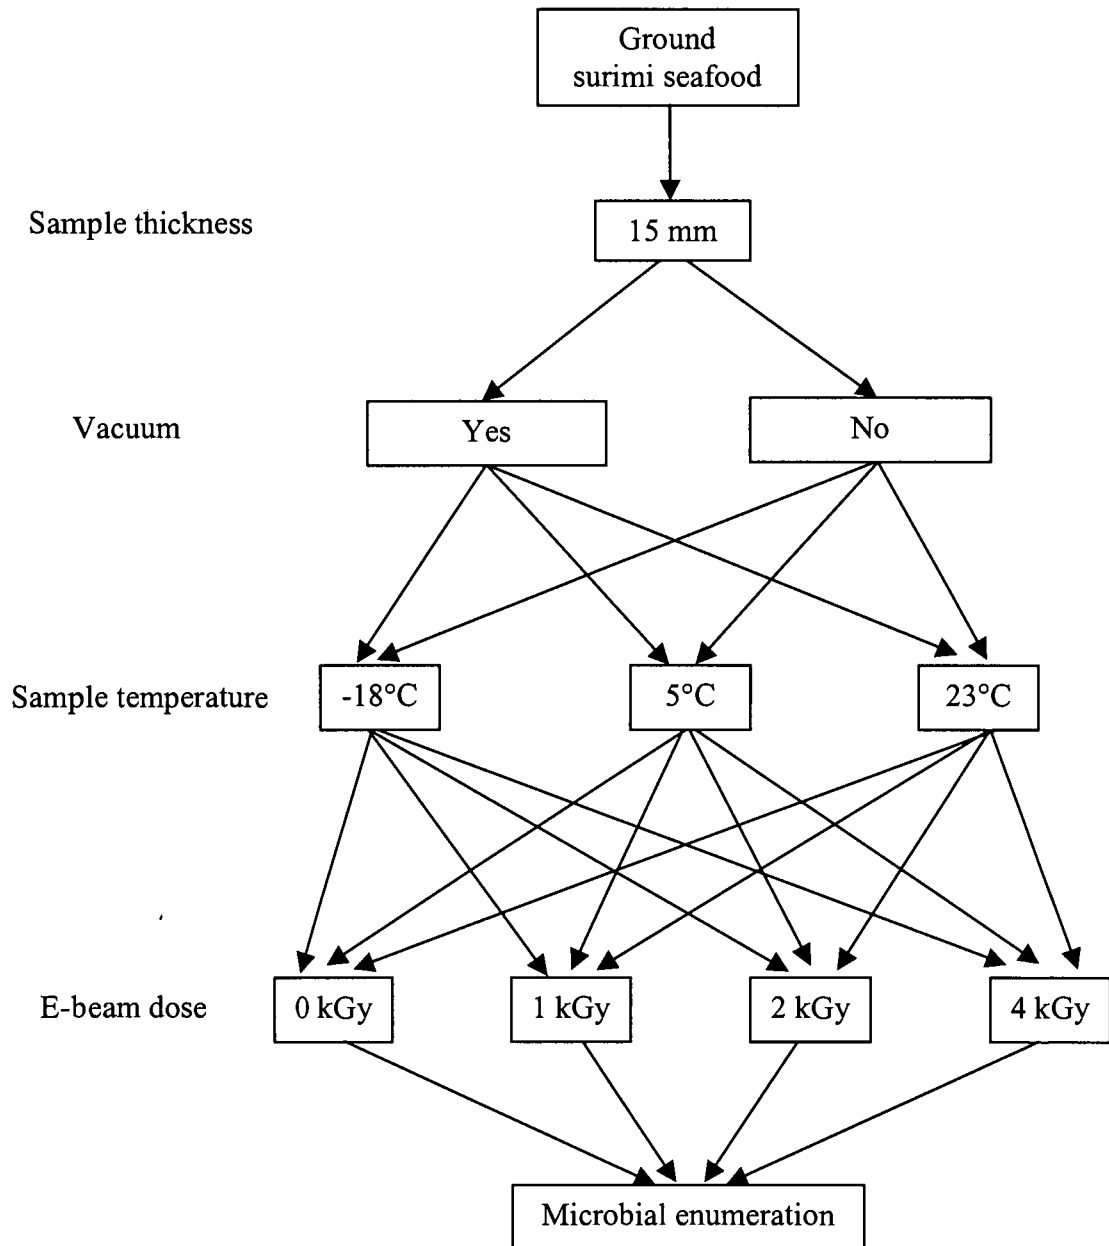 Ground
surimi seafood
Sample thickness
15 mm
Vacuum
Yes
No
Sample temperature
-18°C
5°C
23°C
E-beam dose
0 kGy
1 kGy
2 kGy
4 kGy
Microbial enumeration